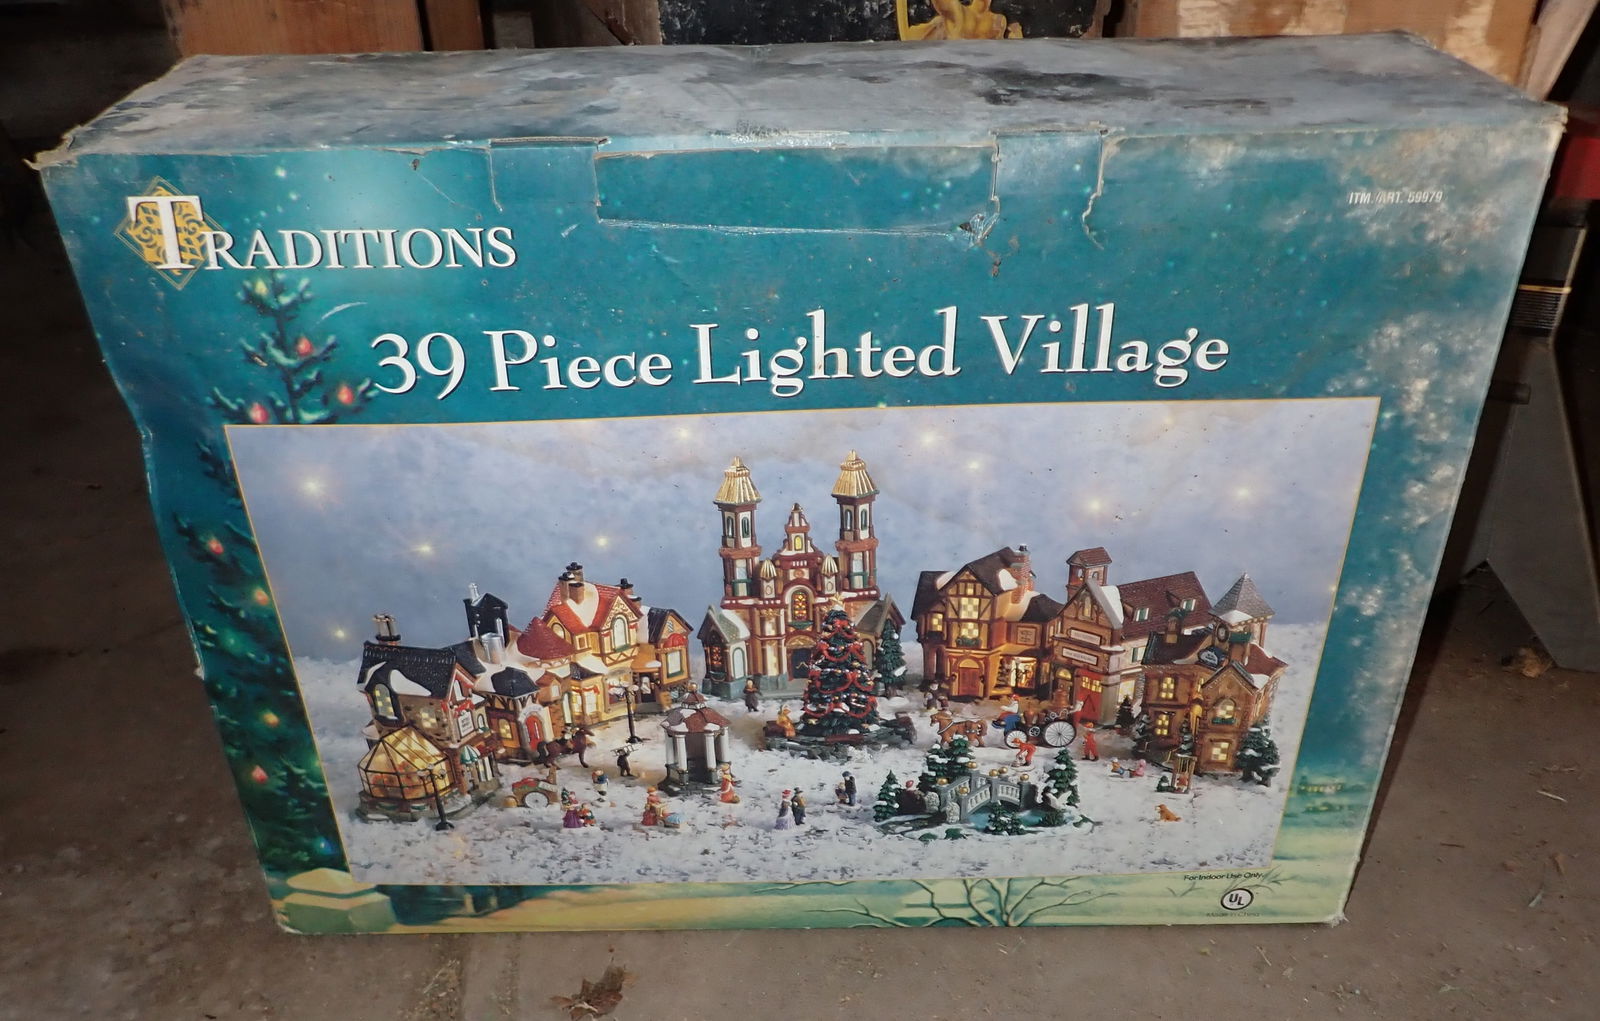 ITM./ART. 59979
TRADITIONS
39 Piece Lighted Village
For Indoor Use Only.
UL
Made in China